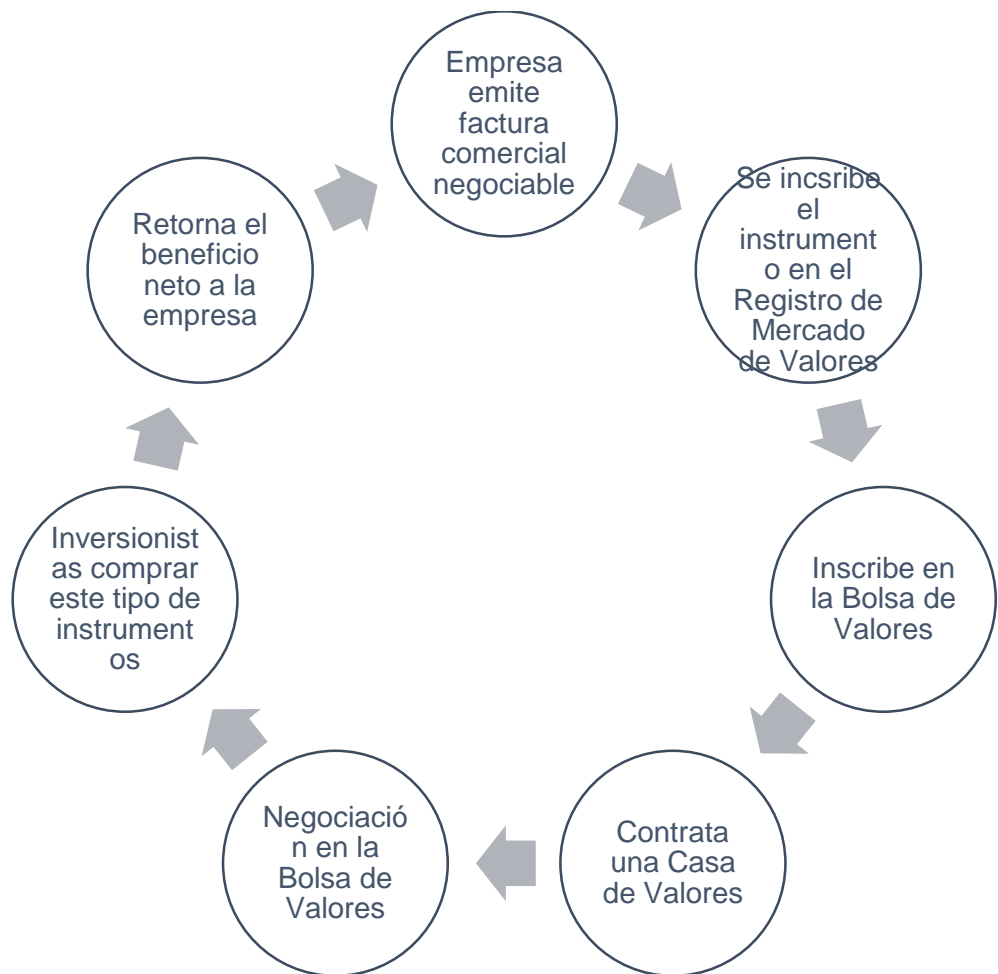 Empresa
emite
factura
comercial
negociable
Se incsribe
el
instrument
o en el
Registro de
Mercado
de Valores
Inscribe en
la Bolsa de
Valores
Contrata
una Casa
de Valores
Negociació
n en la
Bolsa de
Valores
Inversionist
as comprar
este tipo de
instrument
os
Retorna el
beneficio
neto a la
empresa